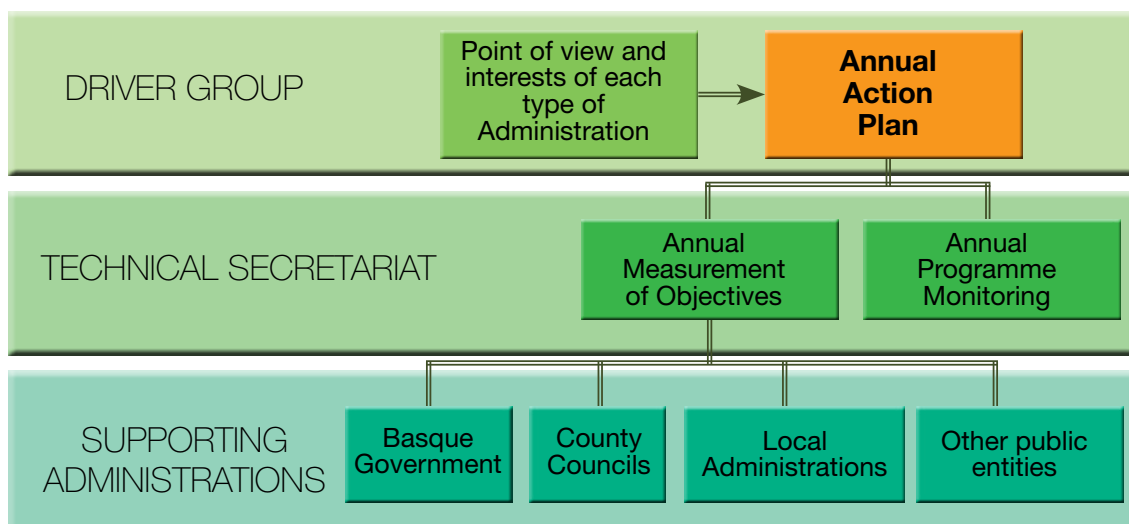 DRIVER GROUP
Point of view and
interests of each
type of
Administration
Annual
Action
Plan
TECHNICAL SECRETARIAT
Annual
Measurement
of Objectives
Annual
Programme
Monitoring
SUPPORTING
ADMINISTRATIONS
Basque
Government
County
Councils
Local
Administrations
Other public
entities